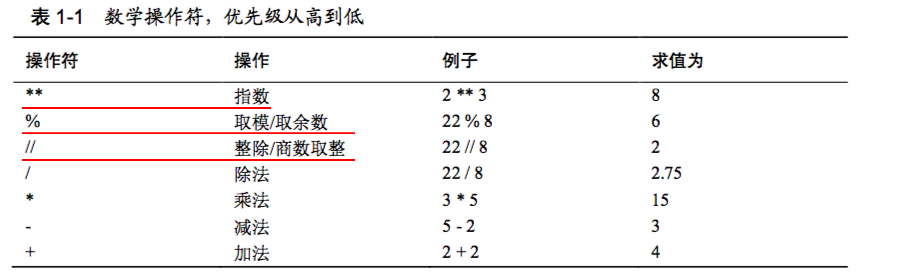 表 1-1 数学操作符，优先级从高到低
操作符 操作 例子 求值为
** 指数 2 ** 3 8
% 取模/取余数 22 % 8 6
// 整除/商数取整 22 // 8 2
/ 除法 22 / 8 2.75
* 乘法 3 * 5 15
- 减法 5 - 2 3
+ 加法 2 + 2 4